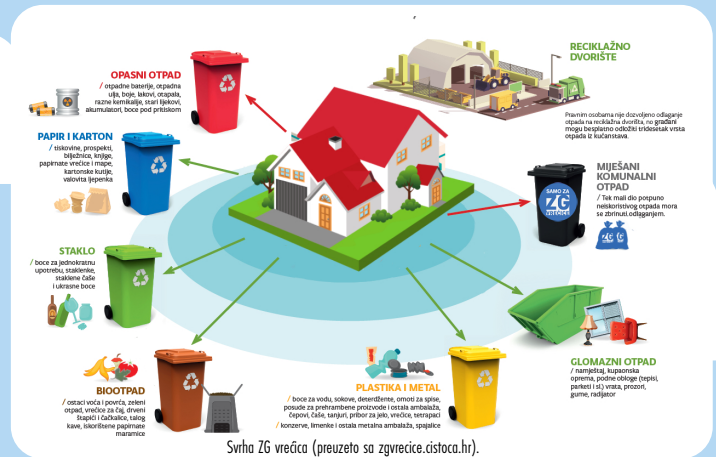 OPASNI OTPAD
/ otpadne baterije, otpadna
ulja, boje, lakovi, otapala,
razne kemikalije, stari lijekovi,
akumulatori, boce pod pritiskom
RECIKLAŽNO
DVORIŠTE
Pravnim osobama nije dozvoljeno odlaganje
otpada na reciklažna dvorišta, no građani
mogu besplatno odložiti tridesetak vrsta
otpada iz kućanstava.
PAPIR I KARTON
/ tiskovine, prospekti,
bilježnice, knjige,
papirnate vrećice i mape,
kartonske kutije,
valovita ljepenka
SAMO ZA
ZG
VREĆICE
MIJEŠANI
KOMUNALNI
OTPAD
/ Tek mali dio potpuno
neiskoristivog otpada mora
se zbrinuti odlaganjem.
ZG ZG
STAKLO
/ boce za jednokratnu
upotrebu, staklenke,
staklene čaše
i ukrasne boce
BIOOTPAD
/ ostaci voća i povrća, zeleni
otpad, vrećice za čaj, drveni
štapići i čačkalice, talog
kave, iskorištene papirnate
maramice
PLASTIKA I METAL
/ boce za vodu, sokove, deterdžente, omoti za spise,
posude za prehrambene proizvode i ostala ambalaža,
čepovi, čaše, tanjuri, pribor za jelo, vrećice, tetrapaci
/ konzerve, limenke i ostala metalna ambalaža, spajalice
GLOMAZNI OTPAD
/ namještaj, kupaonska
oprema, podne obloge (tepisi,
parketi i sl.) vrata, prozori,
gume, radijator
Svrha ZG vrećica (preuzeto sa zgvrecice.cistoca.hr).